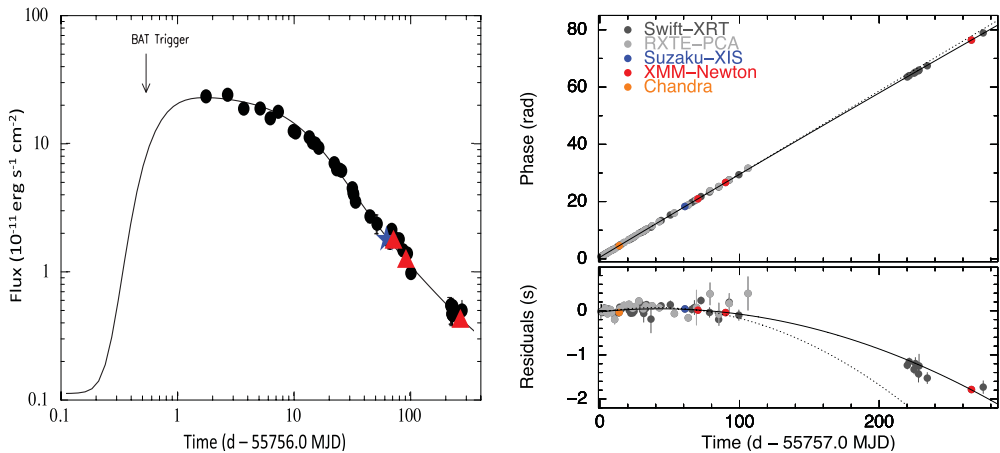 BAT Trigger
Flux (10⁻¹¹ erg s⁻¹ cm⁻²)
100
10
1
0.1
0.1 1 10 100
Time (d – 55756.0 MJD)
Swift–XRT
RXTE–PCA
Suzaku–XIS
XMM–Newton
Chandra
Phase (rad)
80
60
40
20
0
Residuals (s)
0
−1
−2
0 100 200
Time (d – 55757.0 MJD)